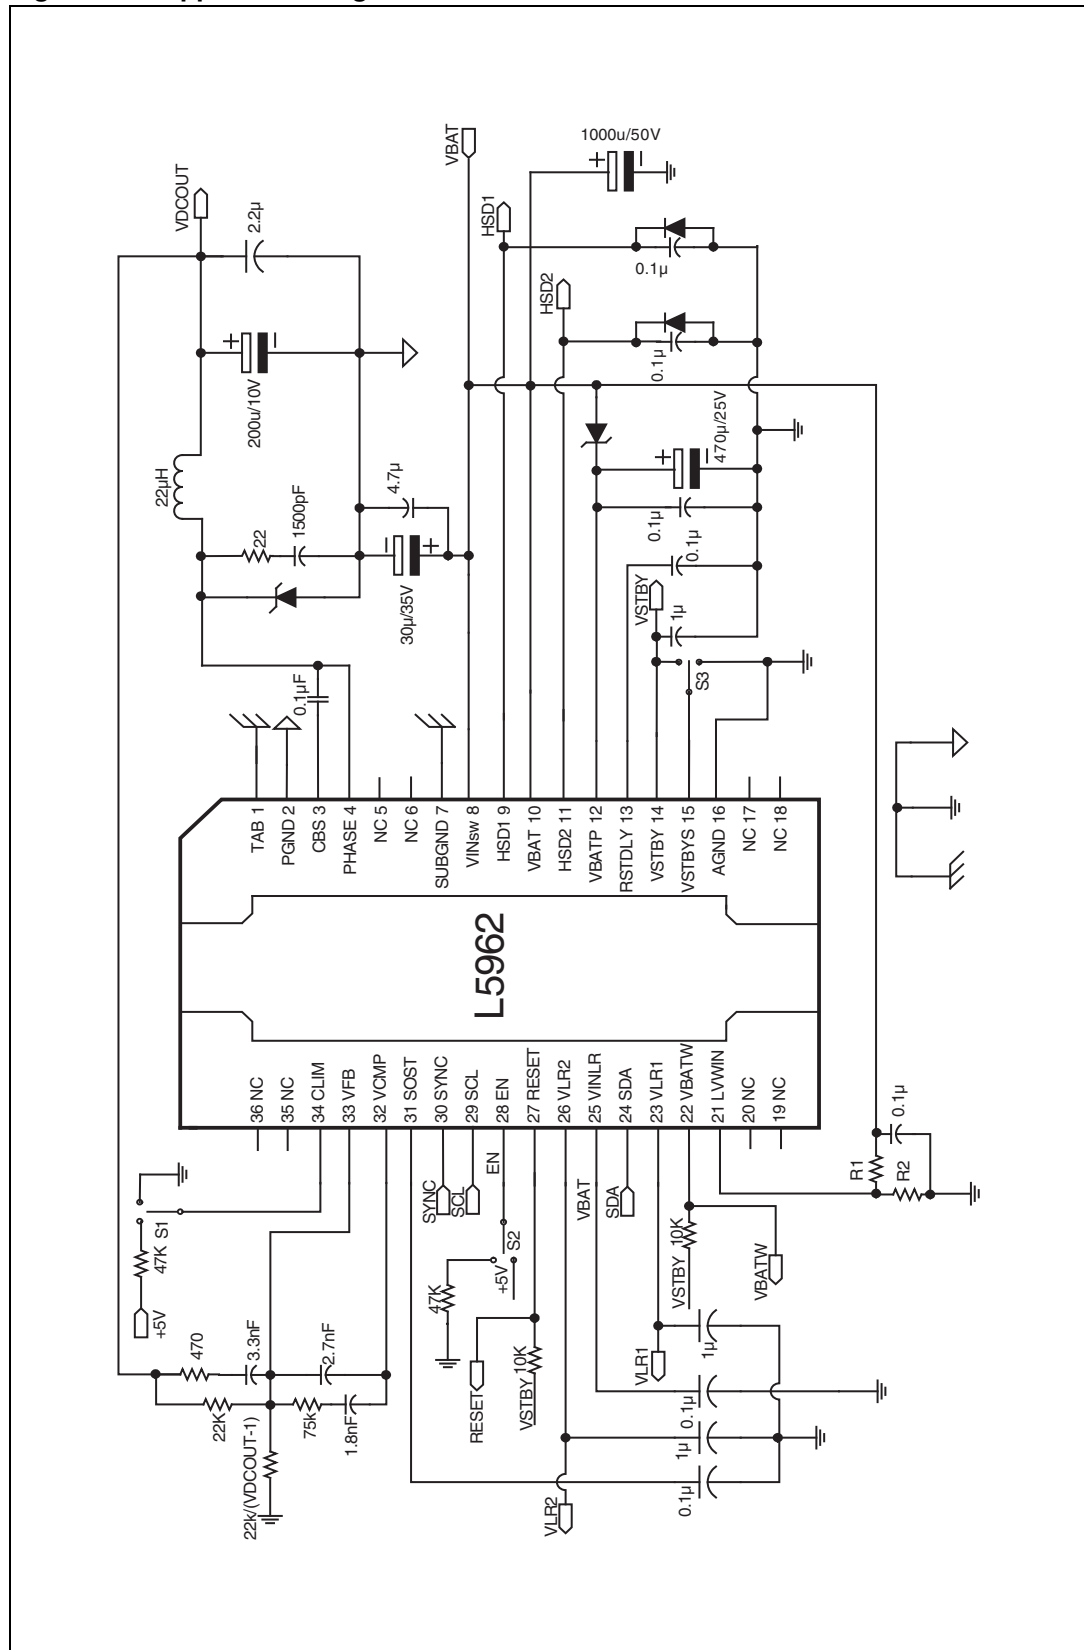 VDCOUT
2.2µ
200u/10V
+
22µH
22
1500pF
4.7µ
30µ/35V
+
0.1µF
VBAT
1000u/50V
+
HSD1
0.1µ
HSD2
0.1µ
470µ/25V
+
0.1µ
0.1µ
VSTBY
1µ
S3
TAB 1
PGND 2
CBS 3
PHASE 4
NC 5
NC 6
SUBGND 7
VINsw 8
HSD1 9
VBAT 10
HSD2 11
VBATP 12
RSTDLY 13
VSTBY 14
VSTBYS 15
AGND 16
NC 17
NC 18
L5962
36 NC
35 NC
34 CLIM
33 VFB
32 VCMP
31 SOST
30 SYNC
29 SCL
28 EN
27 RESET
26 VLR2
25 VINLR
24 SDA
23 VLR1
22 VBATW
21 LVWIN
20 NC
19 NC
S1
47K
+5V
470
3.3nF
2.7nF
22K
75k
1.8nF
22k/(VDCOUT-1)
SYNC
SCL
EN
S2
+5V
47K
RESET
VSTBY
10K
VLR2
VBAT
SDA
VLR1
VSTBY
10K
VBATW
1µ
0.1µ
1µ
0.1µ
R1
R2
0.1µ